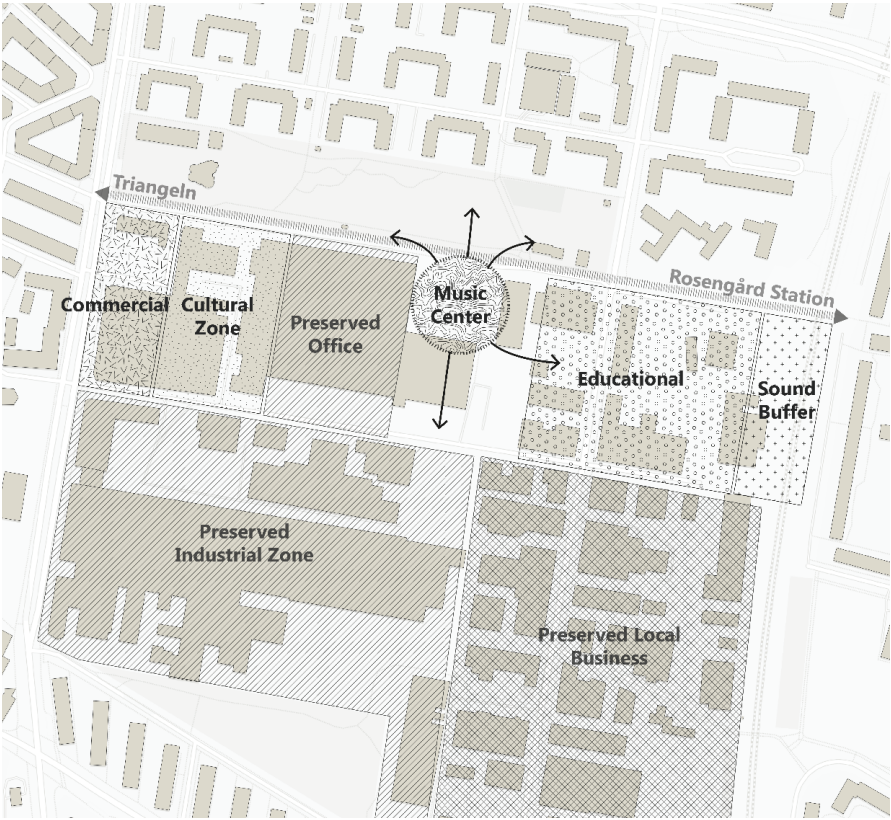 Triangeln
Rosengård Station
Commercial
Cultural
Zone
Preserved
Office
Music
Center
Educational
Sound
Buffer
Preserved
Industrial Zone
Preserved Local
Business